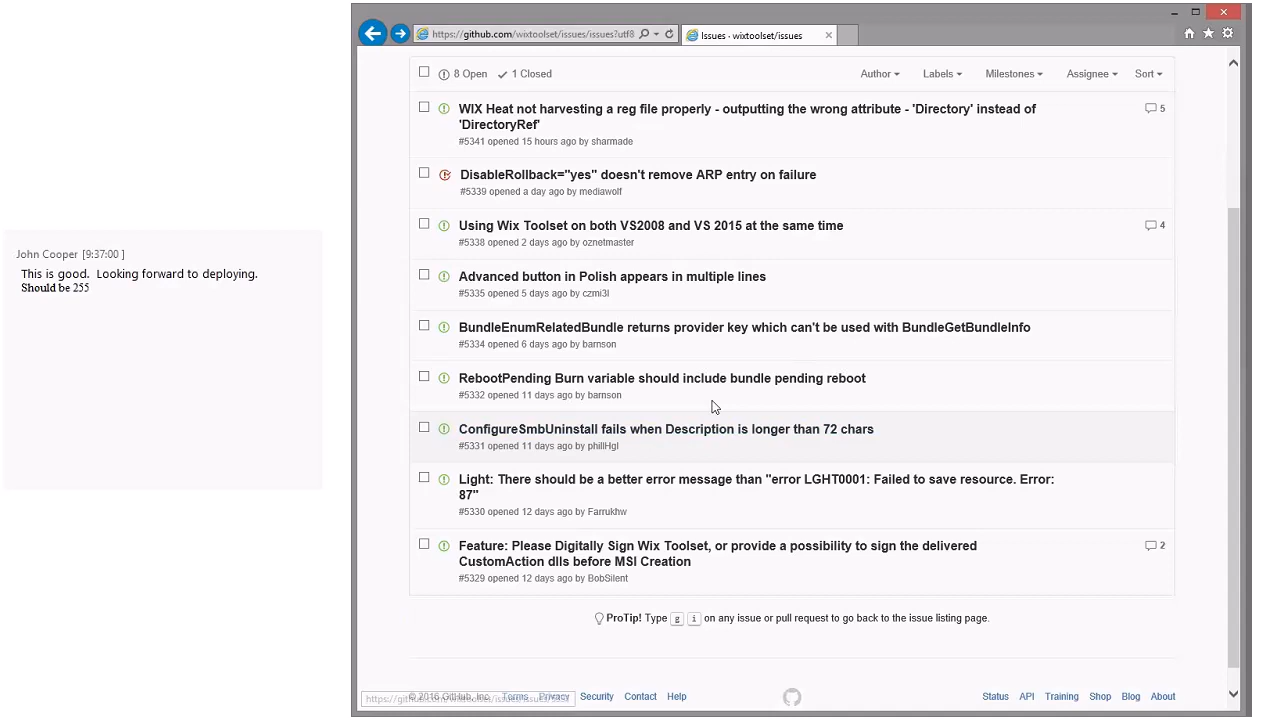 John Cooper [9:37:00 ]
This is good. Looking forward to deploying.
Should be 255
https://github.com/wixtoolset/issues/issues?utf8
Issues · wixtoolset/issues
8 Open
1 Closed
Author
Labels
Milestones
Assignee
Sort
WIX Heat not harvesting a reg file properly - outputting the wrong attribute - 'Directory' instead of
'DirectoryRef'
5
#5341 opened 15 hours ago by sharmade
DisableRollback="yes" doesn't remove ARP entry on failure
#5339 opened a day ago by mediawolf
Using Wix Toolset on both VS2008 and VS 2015 at the same time
4
#5338 opened 2 days ago by oznetmaster
Advanced button in Polish appears in multiple lines
#5335 opened 5 days ago by czmi3l
BundleEnumRelatedBundle returns provider key which can't be used with BundleGetBundleInfo
#5334 opened 6 days ago by barnson
RebootPending Burn variable should include bundle pending reboot
#5332 opened 11 days ago by barnson
ConfigureSmbUninstall fails when Description is longer than 72 chars
#5331 opened 11 days ago by phillHgl
Light: There should be a better error message than "error LGHT0001: Failed to save resource. Error:
87"
#5330 opened 12 days ago by Farrukhw
Feature: Please Digitally Sign Wix Toolset, or provide a possibility to sign the delivered
CustomAction dlls before MSI Creation
2
#5329 opened 12 days ago by BobSilent
ProTip! Type g i on any issue or pull request to go back to the issue listing page.
© 2016 GitHub, Inc. Terms Privacy Security Contact Help
Status API Training Shop Blog About